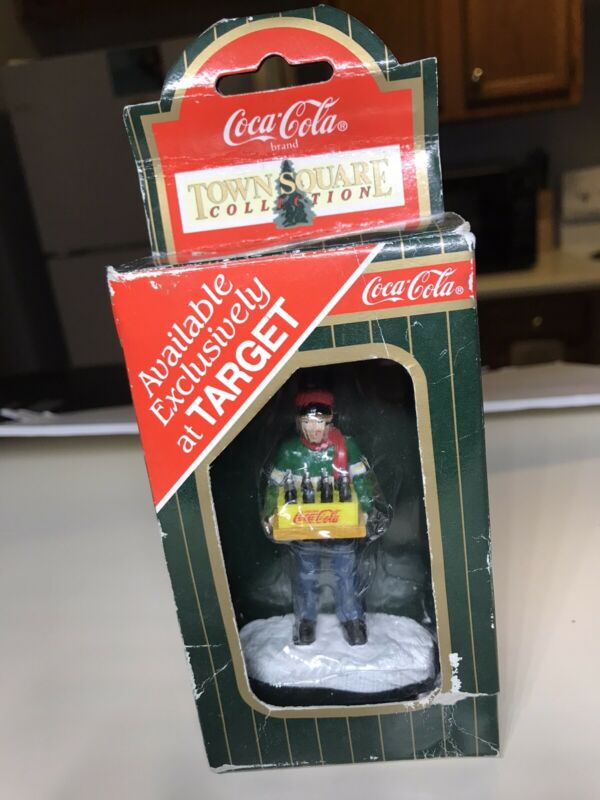 Coca-Cola®
brand
TOWN SQUARE
COLLECTION
Available
Exclusively
at TARGET
Coca-Cola®
Coca-Cola